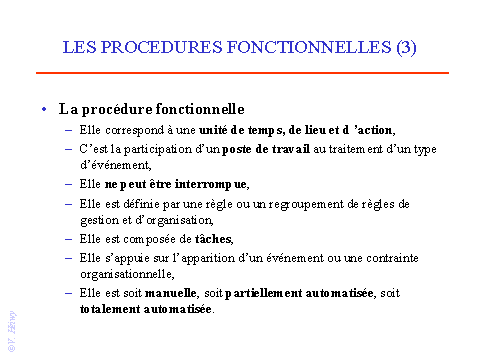 LES PROCEDURES FONCTIONNELLES (3)
• La procédure fonctionnelle
– Elle correspond à une unité de temps, de lieu et d ’action,
– C’est la participation d’un poste de travail au traitement d’un type
d’événement,
– Elle ne peut être interrompue,
– Elle est définie par une règle ou un regroupement de règles de
gestion et d’organisation,
– Elle est composée de tâches,
– Elle s’appuie sur l’apparition d’un événement ou une contrainte
organisationnelle,
– Elle est soit manuelle, soit partiellement automatisée, soit
totalement automatisée.